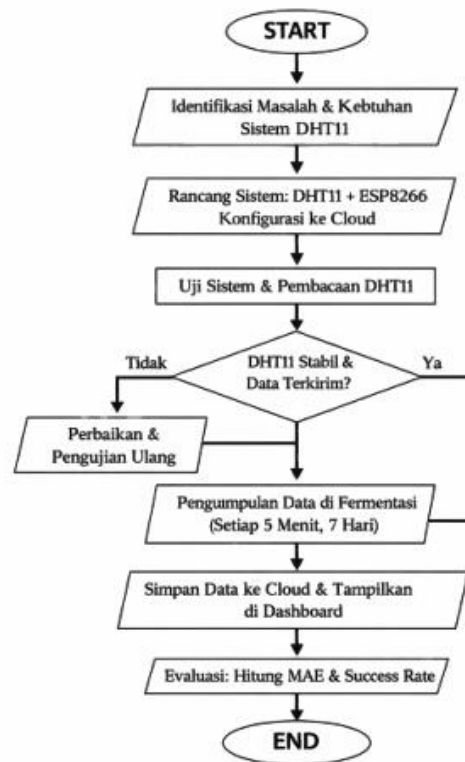 START
Identifikasi Masalah & Kebtuhan
Sistem DHT11
Rancang Sistem: DHT11 + ESP8266
Konfigurasi ke Cloud
Uji Sistem & Pembacaan DHT11
Tidak
DHT11 Stabil &
Data Terkirim?
Ya
Perbaikan &
Pengujian Ulang
Pengumpulan Data di Fermentasi
(Setiap 5 Menit, 7 Hari)
Simpan Data ke Cloud & Tampilkan
di Dashboard
Evaluasi: Hitung MAE & Success Rate
END